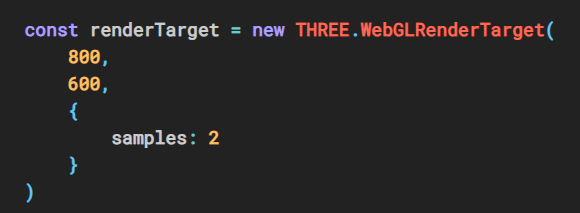 const renderTarget = new THREE.WebGLRenderTarget(
    800,
    600,
    {
        samples: 2
    }
)